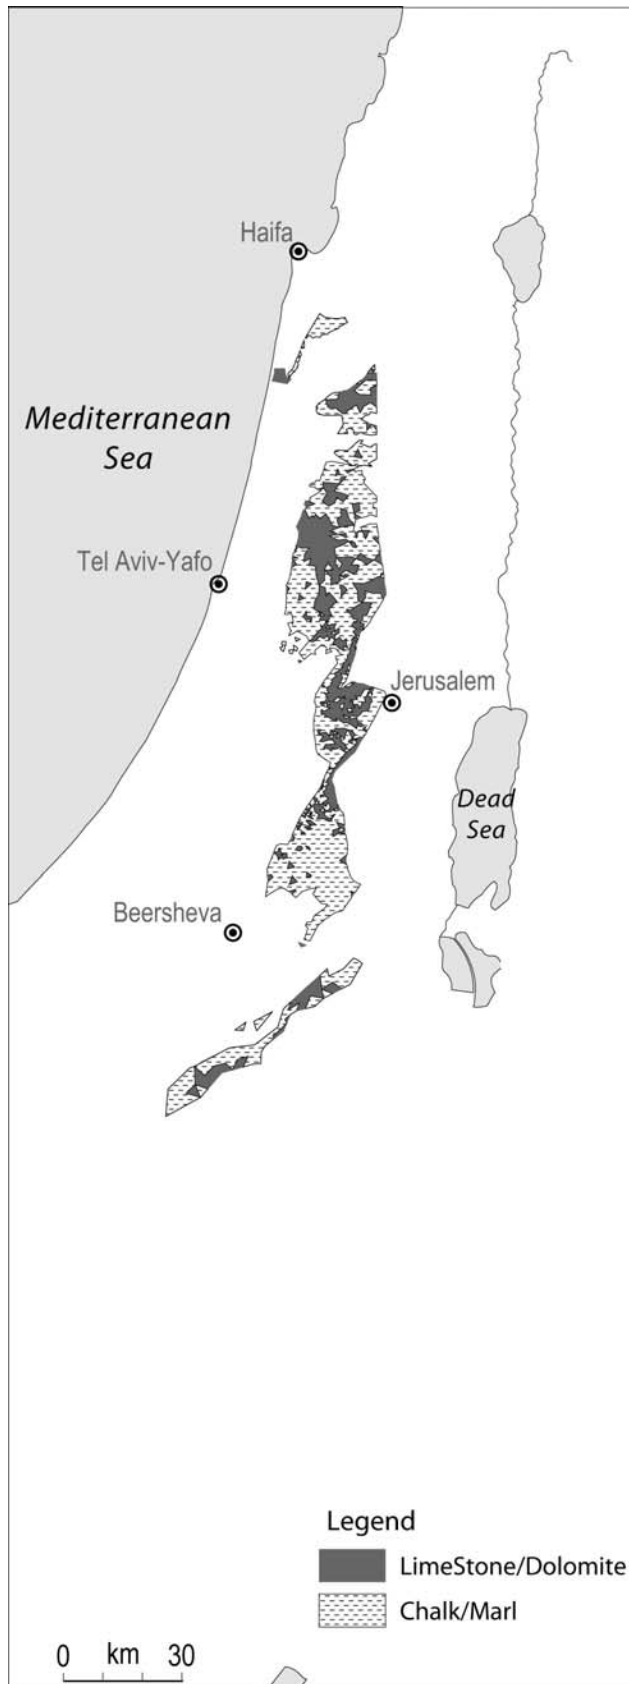 Haifa
Mediterranean
Sea
Tel Aviv-Yafo
Jerusalem
Dead
Sea
Beersheva
Legend
LimeStone/Dolomite
Chalk/Marl
0 km 30